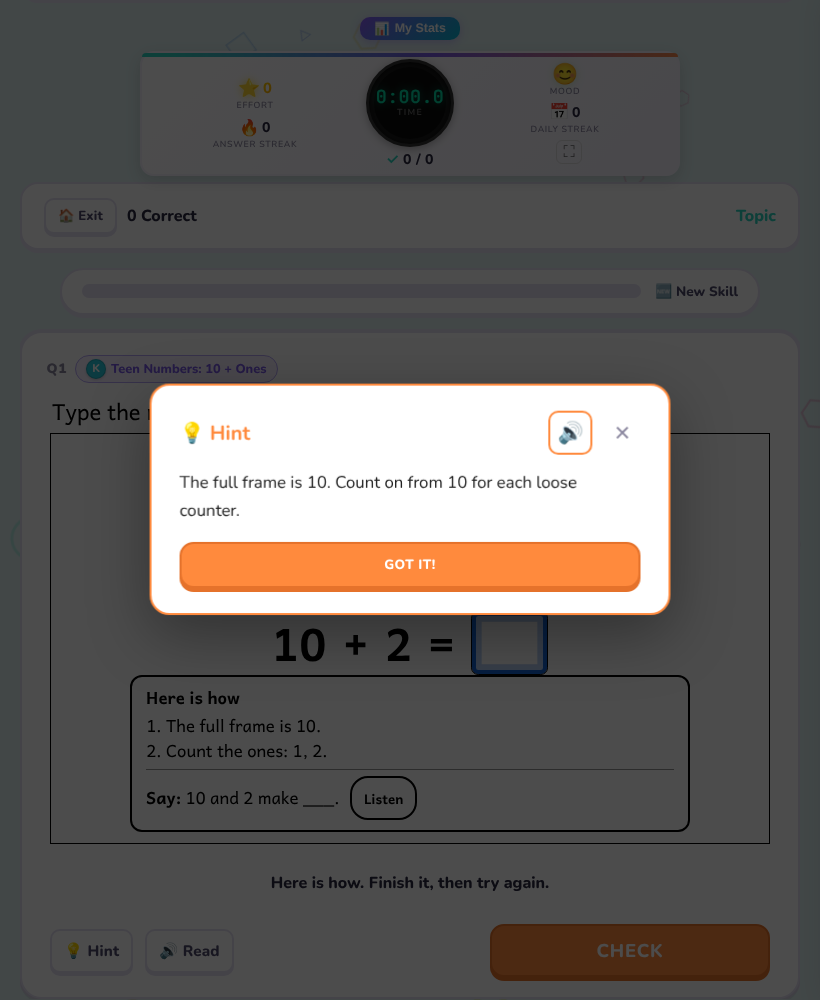 📊 My Stats
⭐ 0
EFFORT
🔥 0
ANSWER STREAK
0:00.0
TIME
✓ 0 / 0
😊
MOOD
📅 0
DAILY STREAK
🏠 Exit
0 Correct
Topic
🆕 New Skill
Q1
K Teen Numbers: 10 + Ones
Type the
💡 Hint
The full frame is 10. Count on from 10 for each loose
counter.
GOT IT!
10 + 2 =
Here is how
1. The full frame is 10.
2. Count the ones: 1, 2.
Say: 10 and 2 make ___. Listen
Here is how. Finish it, then try again.
💡 Hint
🔊 Read
CHECK